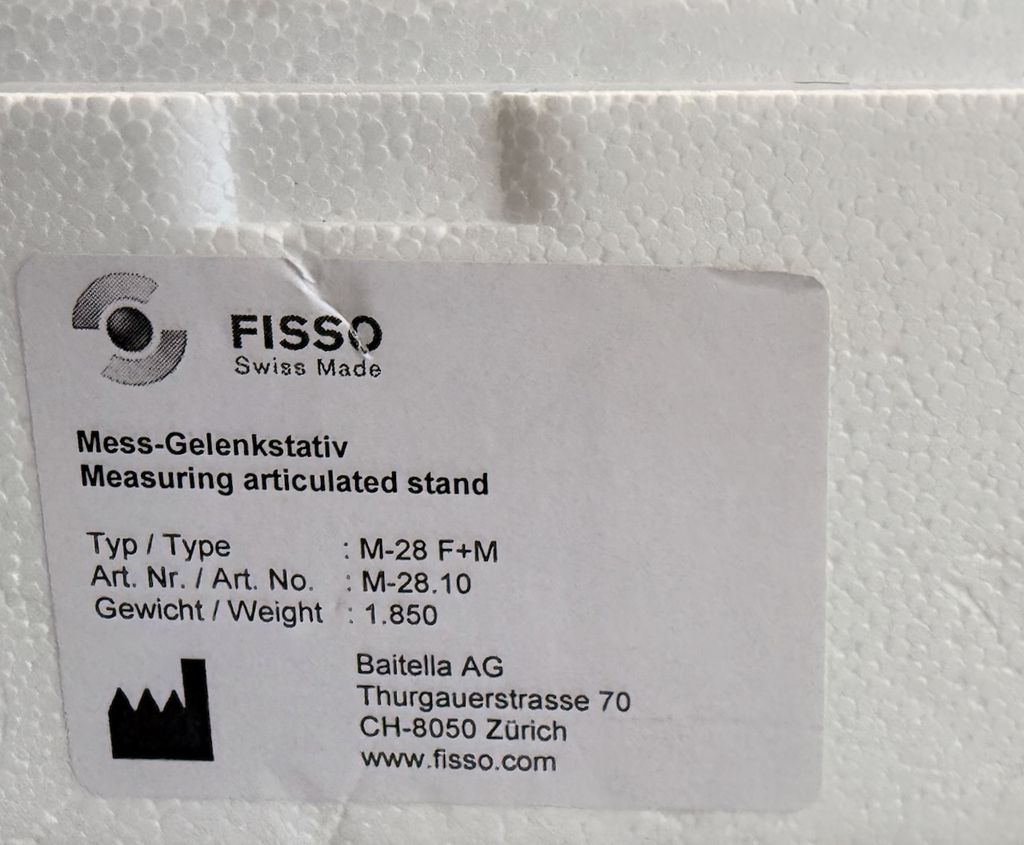 FISSO
Swiss Made
Mess-Gelenkstativ
Measuring articulated stand
Typ / Type : M-28 F+M
Art. Nr. / Art. No. : M-28.10
Gewicht / Weight : 1.850
Baitella AG
Thurgauerstrasse 70
CH-8050 Zürich
www.fisso.com